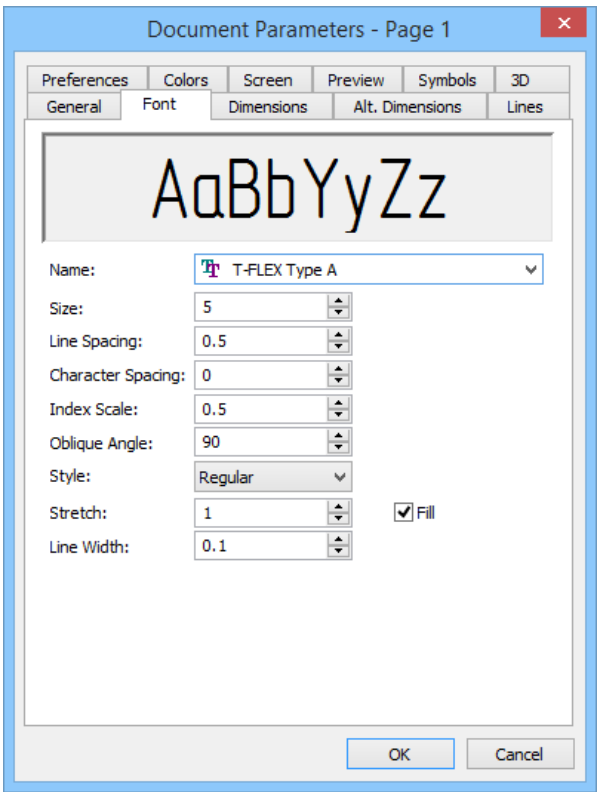 Document Parameters - Page 1
Preferences Colors Screen Preview Symbols 3D
General Font Dimensions Alt. Dimensions Lines
AaBbYyZz
Name: T-FLEX Type A
Size: 5
Line Spacing: 0.5
Character Spacing: 0
Index Scale: 0.5
Oblique Angle: 90
Style: Regular
Stretch: 1 Fill
Line Width: 0.1
OK Cancel